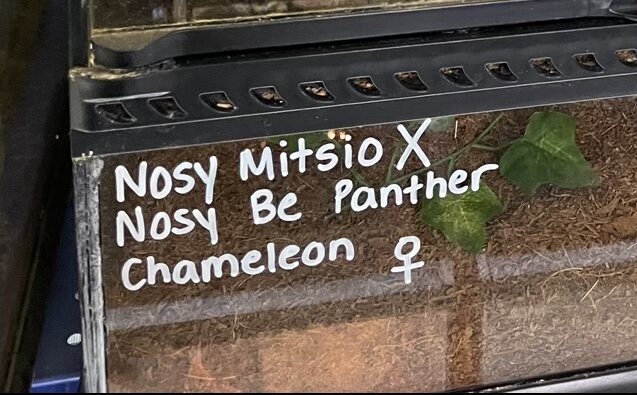 Nosy Mitsio X
Nosy Be Panther
Chameleon ♀